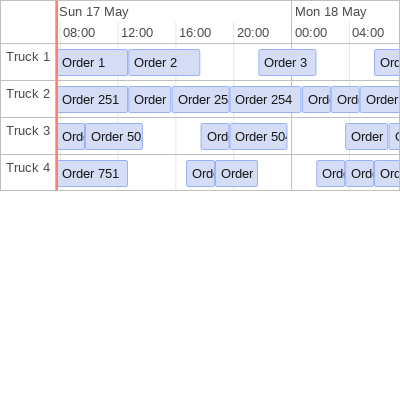 Sun 17 May Mon 18 May
08:00 12:00 16:00 20:00 00:00 04:00
Truck 1 Order 1 Order 2 Order 3 Ord
Truck 2 Order 251 Order Order 25 Order 254 Ord Ord Order
Truck 3 Ord Order 50 Ord Order 504 Order
Truck 4 Order 751 Ord Order Ord Ord Ord